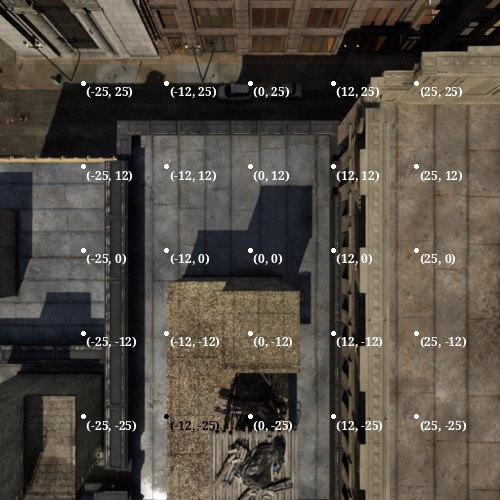 (-25, 25) (-12, 25) (0, 25) (12, 25) (25, 25)
(-25, 12) (-12, 12) (0, 12) (12, 12) (25, 12)
(-25, 0) (-12, 0) (0, 0) (12, 0) (25, 0)
(-25, -12) (-12, -12) (0, -12) (12, -12) (25, -12)
(-25, -25) (-12, -25) (0, -25) (12, -25) (25, -25)